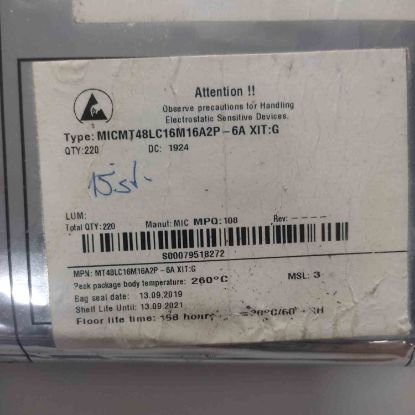 Attention !!
Observe precautions for Handling
Electrostatic Sensitive Devices.
Type: MICMT48LC16M16A2P-6A XIT:G
QTY:220 DC: 1924
15 st.
LUM:
Total QTY:220 Manuf: MIC MPQ: 108 Rev: ----
S00079518272
MPN: MT48LC16M16A2P-6A XIT:G
Peak package body temperature: 260°C MSL: 3
Bag seal date: 13.09.2019
Shelf Life Until: 13.09.2021
Floor life time: 168 hours